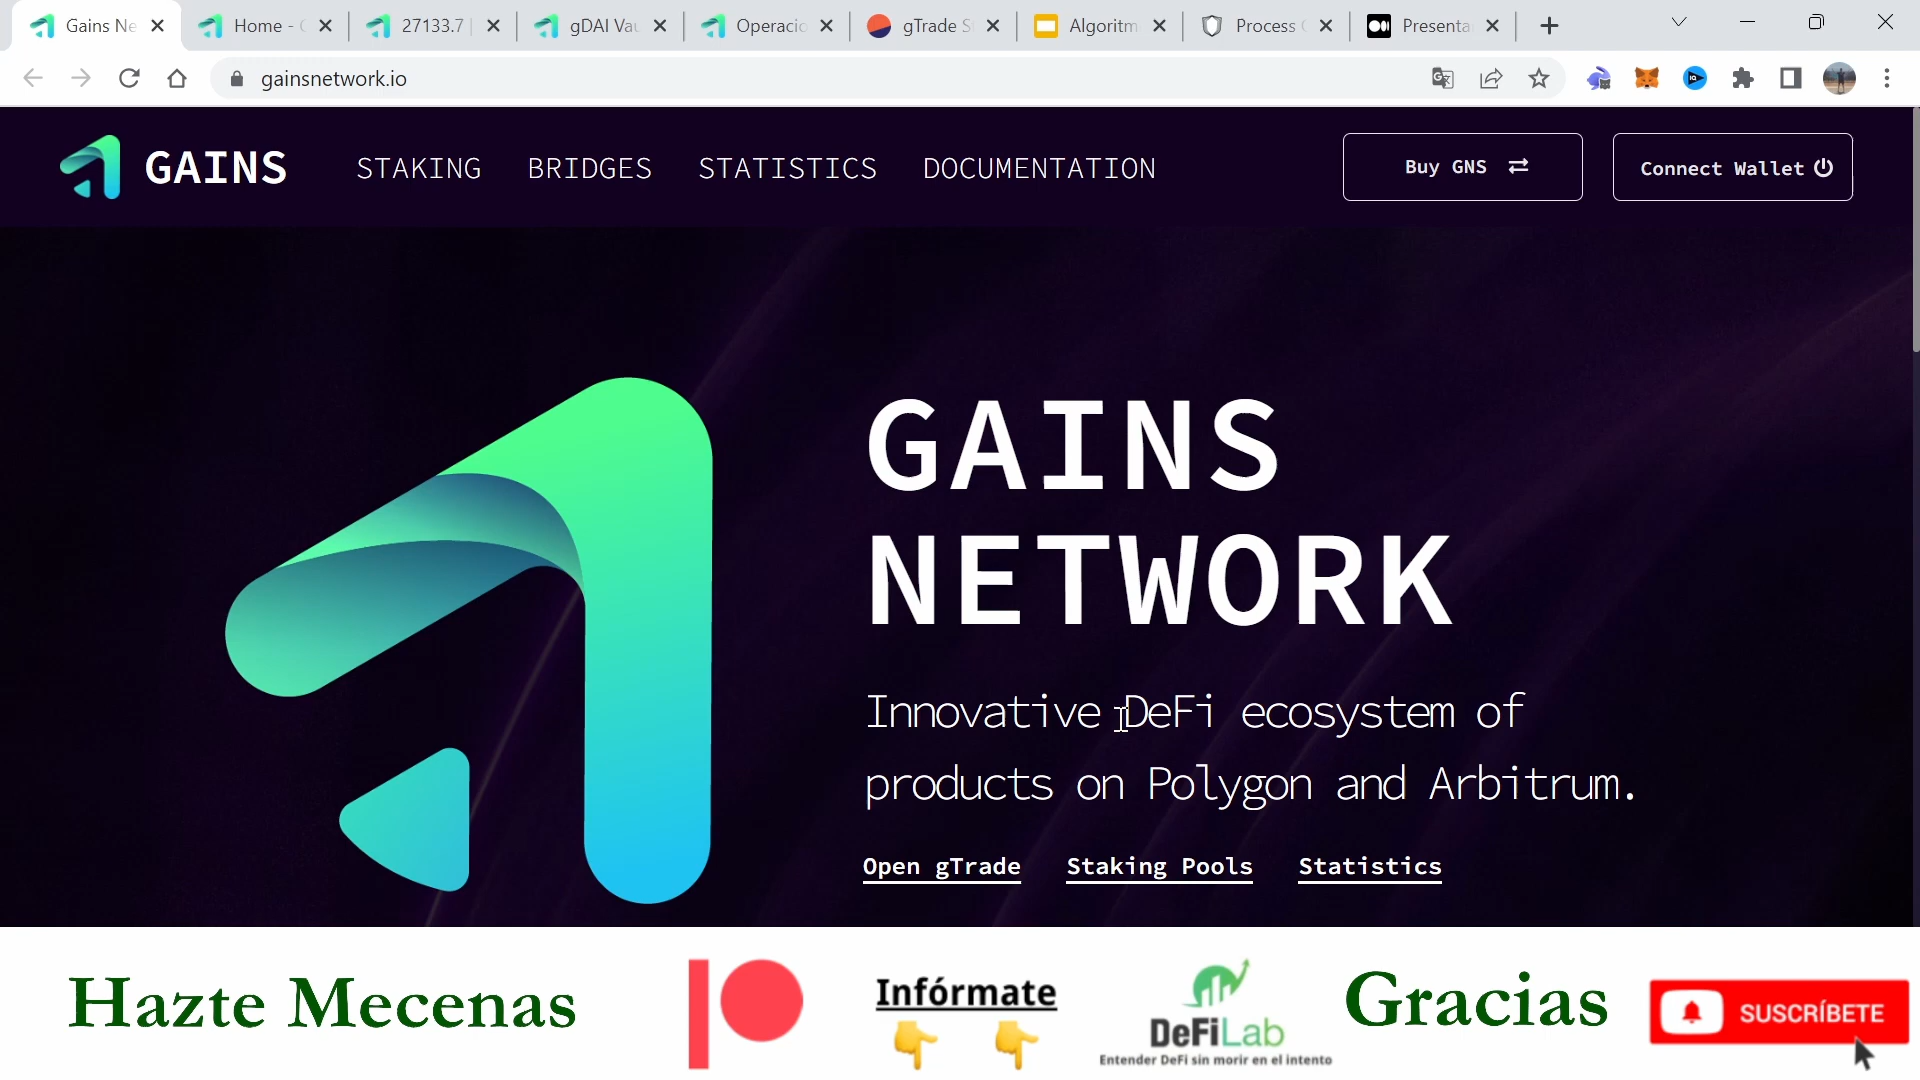 Gains Ne
Home -
27133.7 |
gDAI Vau
Operacio
gTrade S
Algoritm
Process
Presenta
gainsnetwork.io
GAINS
STAKING
BRIDGES
STATISTICS
DOCUMENTATION
Buy GNS
Connect Wallet
GAINS
NETWORK
Innovative DeFi ecosystem of
products on Polygon and Arbitrum.
Open gTrade
Staking Pools
Statistics
Hazte Mecenas
Infórmate
DeFiLab
Entender DeFi sin morir en el intento
Gracias
SUSCRÍBETE